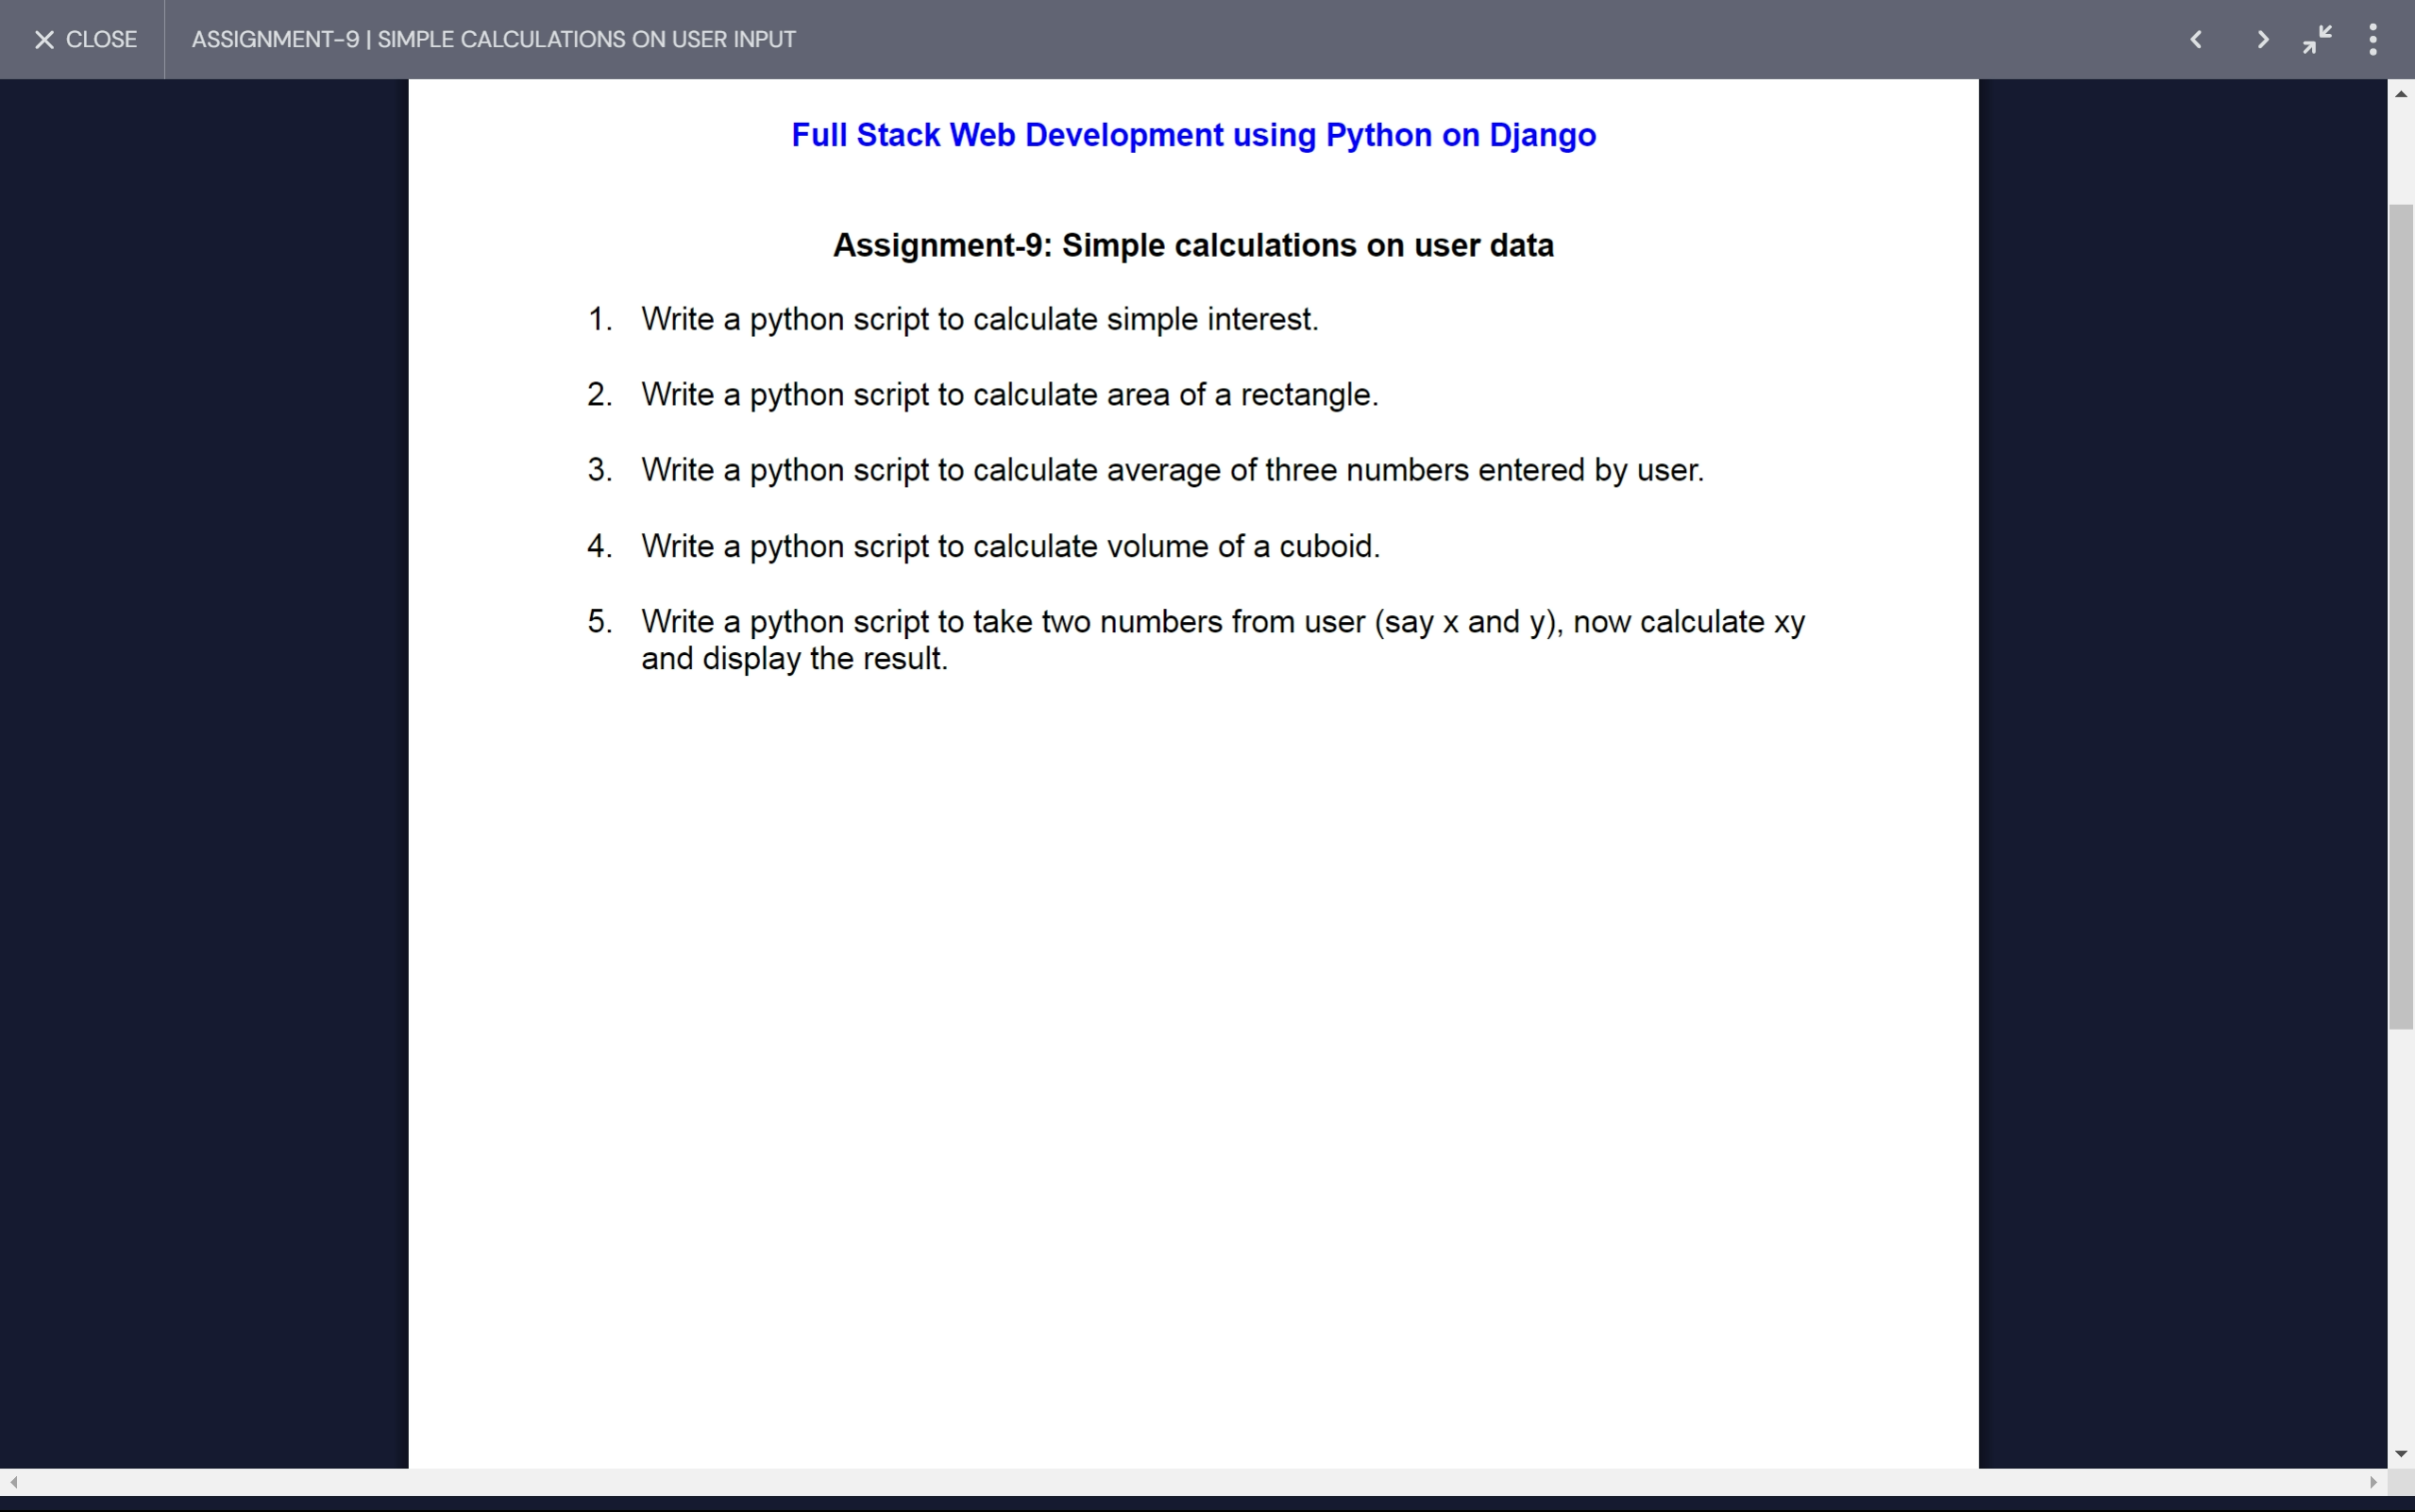 CLOSE
ASSIGNMENT-9 | SIMPLE CALCULATIONS ON USER INPUT
Full Stack Web Development using Python on Django
Assignment-9: Simple calculations on user data
1. Write a python script to calculate simple interest.
2. Write a python script to calculate area of a rectangle.
3. Write a python script to calculate average of three numbers entered by user.
4. Write a python script to calculate volume of a cuboid.
5. Write a python script to take two numbers from user (say x and y), now calculate xy
and display the result.